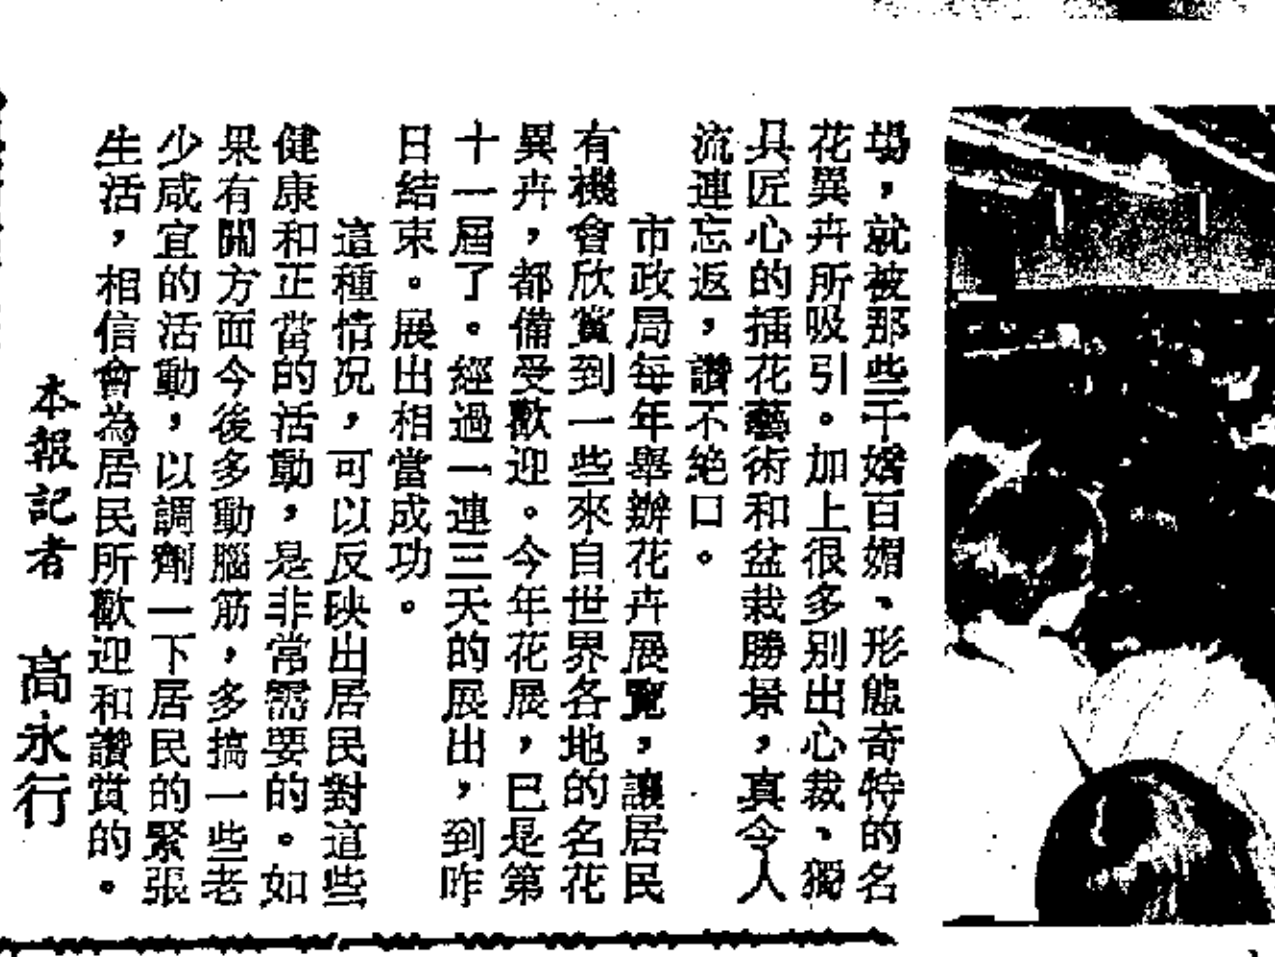 場，就被那些千嬌百媚、形態奇特的名
花異卉所吸引。加上很多別出心裁、獨
具匠心的插花藝術和盆栽勝景，真令人
流連忘返，讚不絕口。
市政局每年舉辦花卉展覽，讓居民
有機會欣賞到一些來自世界各地的名花
異卉，都備受歡迎。今年花展，已是第
十一屆了。經過一連三天的展出，到昨
日結束。展出相當成功。
這種情況，可以反映出居民對這些
健康和正當的活動，是非常需要的。如
果有關方面今後多動腦筋，多搞一些老
少咸宜的活動，以調劑一下居民的緊張
生活，相信會為居民所歡迎和讚賞的。
本報記者　高永行